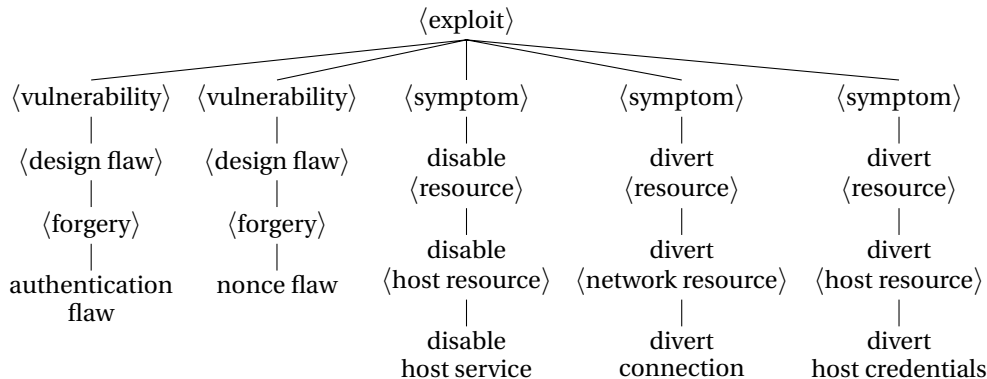 ⟨exploit⟩
⟨vulnerability⟩ ⟨vulnerability⟩ ⟨symptom⟩ ⟨symptom⟩ ⟨symptom⟩
⟨design flaw⟩ ⟨design flaw⟩ disable divert divert
⟨resource⟩ ⟨resource⟩ ⟨resource⟩
⟨forgery⟩ ⟨forgery⟩ disable divert divert
authentication nonce flaw ⟨host resource⟩ ⟨network resource⟩ ⟨host resource⟩
flaw
disable divert divert
host service connection host credentials